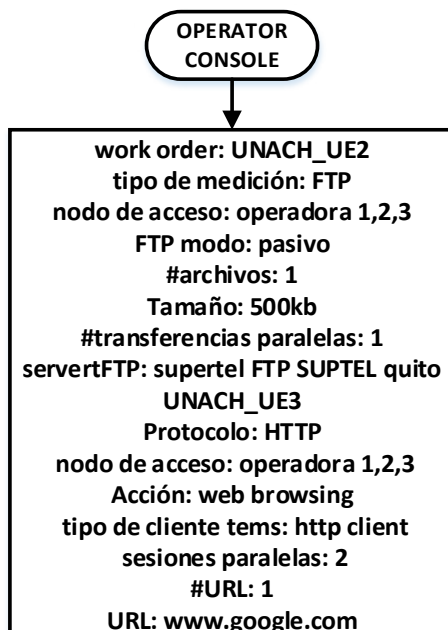 OPERATOR
CONSOLE
work order: UNACH_UE2
tipo de medición: FTP
nodo de acceso: operadora 1,2,3
FTP modo: pasivo
#archivos: 1
Tamaño: 500kb
#transferencias paralelas: 1
servertFTP: supertel FTP SUPTEL quito
UNACH_UE3
Protocolo: HTTP
nodo de acceso: operadora 1,2,3
Acción: web browsing
tipo de cliente tems: http client
sesiones paralelas: 2
#URL: 1
URL: www.google.com